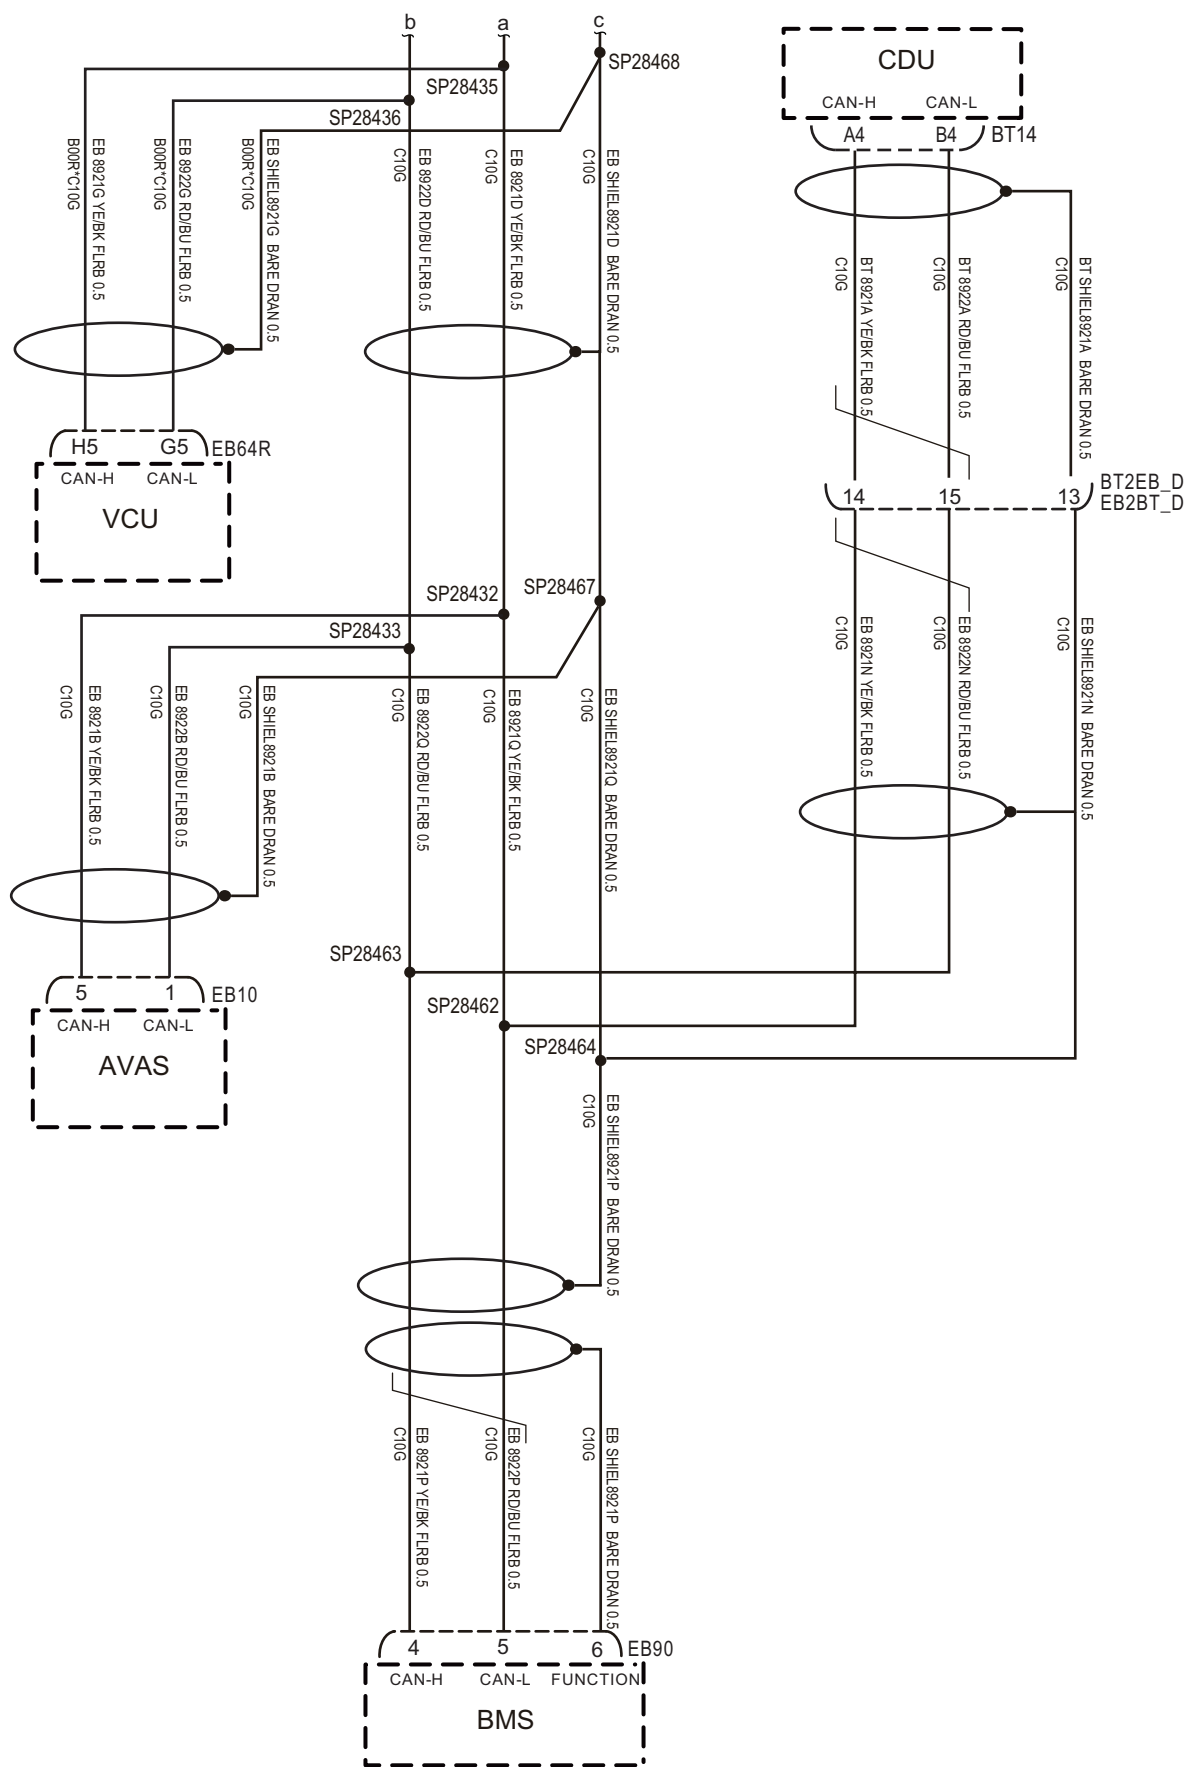 b a c
SP28468
SP28435
SP28436
CDU
CAN-H CAN-L
A4 B4 BT14
EB 8921G YE/BK FLRB 0.5
B00R*C10G
EB 8922G RD/BU FLRB 0.5
B00R*C10G
EB SHIEL8921G BARE DRAN 0.5
B00R*C10G
EB 8922D RD/BU FLRB 0.5
C10G
EB 8921D YE/BK FLRB 0.5
C10G
EB SHIEL8921D BARE DRAN 0.5
C10G
BT 8921A YE/BK FLRB 0.5
C10G
BT 8922A RD/BU FLRB 0.5
C10G
BT SHIEL8921A BARE DRAN 0.5
C10G
H5 G5 EB64R
CAN-H CAN-L
VCU
14 15 13
BT2EB_D
EB2BT_D
SP28432
SP28467
SP28433
EB 8921B YE/BK FLRB 0.5
C10G
EB 8922B RD/BU FLRB 0.5
C10G
EB SHIEL8921B BARE DRAN 0.5
C10G
EB 8922Q RD/BU FLRB 0.5
C10G
EB 8921Q YE/BK FLRB 0.5
C10G
EB SHIEL8921Q BARE DRAN 0.5
C10G
EB 8921N YE/BK FLRB 0.5
C10G
EB 8922N RD/BU FLRB 0.5
C10G
EB SHIEL8921N BARE DRAN 0.5
C10G
SP28463
SP28462
SP28464
5 1 EB10
CAN-H CAN-L
AVAS
EB SHIEL8921P BARE DRAN 0.5
C10G
EB 8921P YE/BK FLRB 0.5
C10G
EB 8922P RD/BU FLRB 0.5
C10G
EB SHIEL8921P BARE DRAN 0.5
C10G
4 5 6 EB90
CAN-H CAN-L FUNCTION
BMS